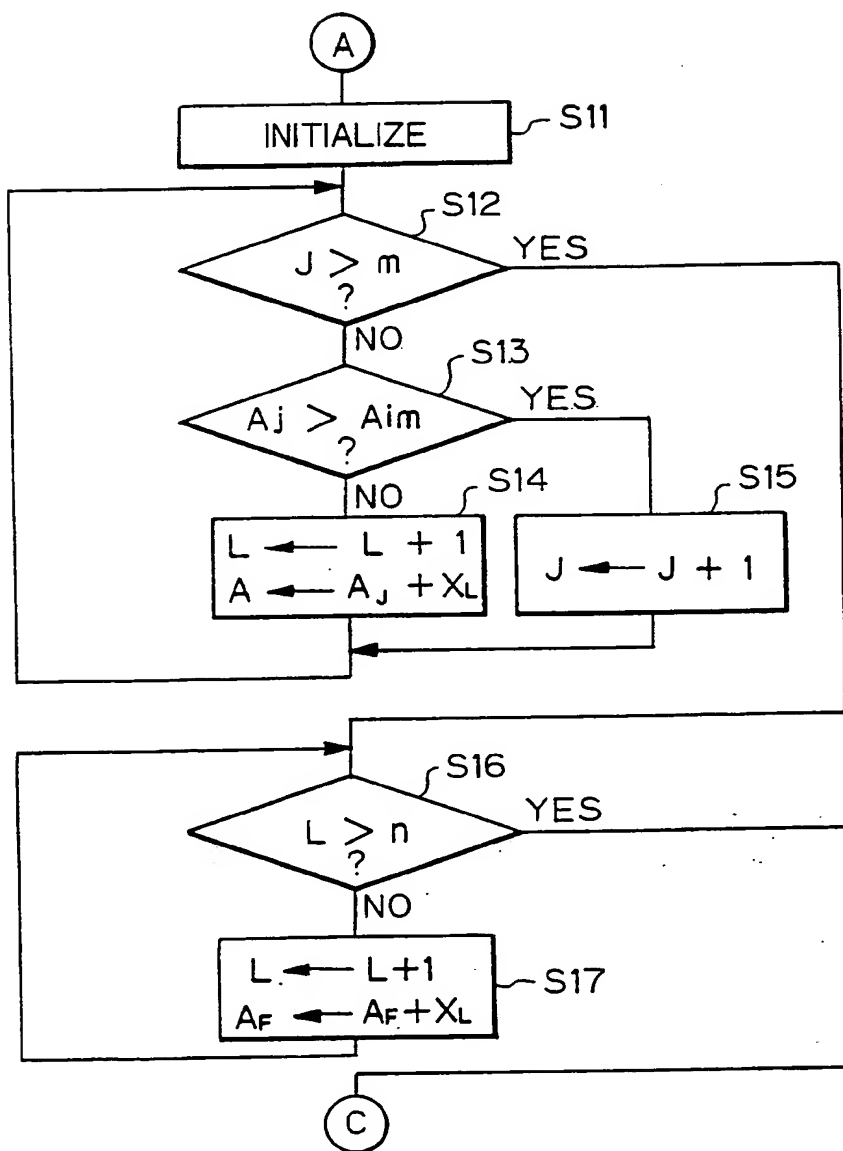 A
INITIALIZE
S11
S12
J > m
?
YES
NO
S13
Aj > Aim
?
YES
NO
S14
L ← L + 1
A ← AJ + XL
S15
J ← J + 1
S16
L > n
?
YES
NO
L ← L+1
AF ← AF+XL
S17
C